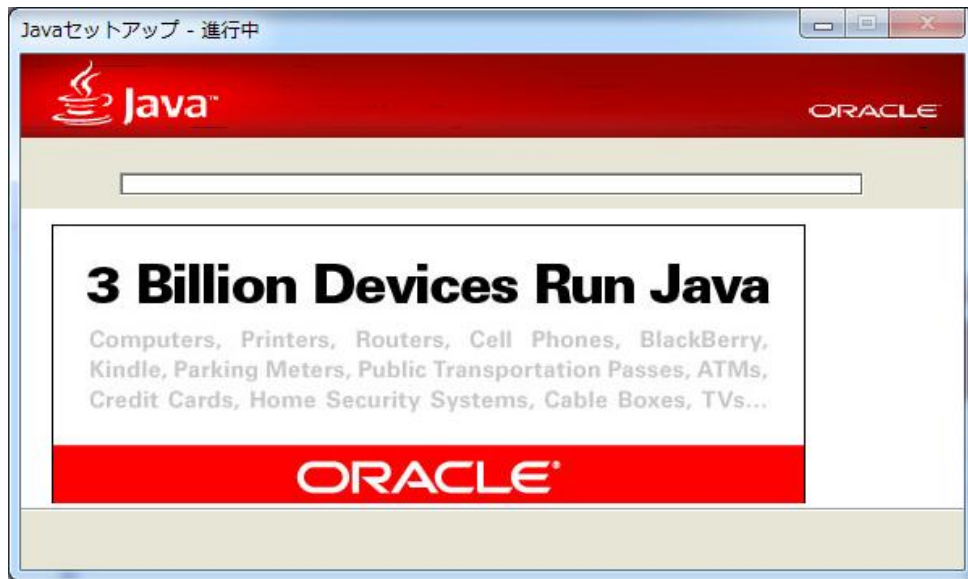 Javaセットアップ - 進行中
Java™
ORACLE
3 Billion Devices Run Java
Computers, Printers, Routers, Cell Phones, BlackBerry,
Kindle, Parking Meters, Public Transportation Passes, ATMs,
Credit Cards, Home Security Systems, Cable Boxes, TVs...
ORACLE®